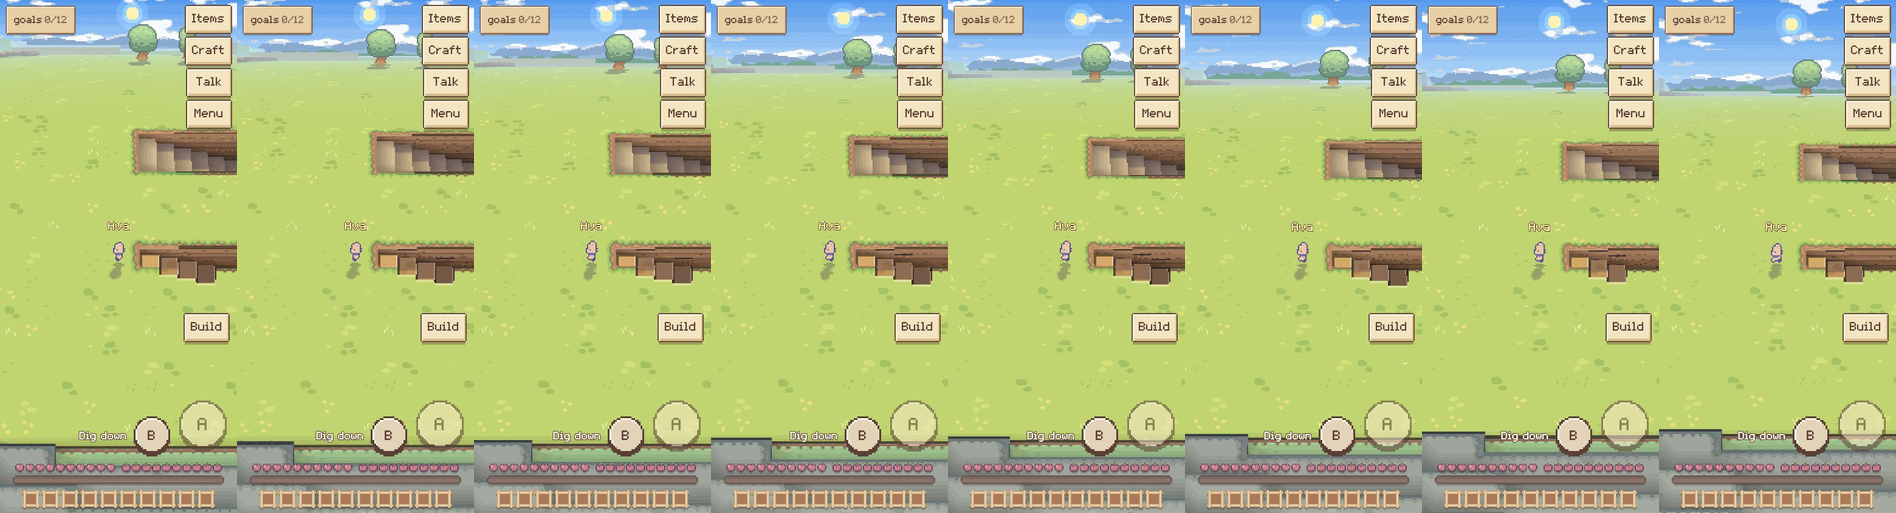 goals 0/12
Items
Craft
Talk
Menu
Ava
Build
A
Dig down
B
goals 0/12
Items
Craft
Talk
Menu
Ava
Build
A
Dig down
B
goals 0/12
Items
Craft
Talk
Menu
Ava
Build
A
Dig down
B
goals 0/12
Items
Craft
Talk
Menu
Ava
Build
A
Dig down
B
goals 0/12
Items
Craft
Talk
Menu
Ava
Build
A
Dig down
B
goals 0/12
Items
Craft
Talk
Menu
Ava
Build
A
Dig down
B
goals 0/12
Items
Craft
Talk
Menu
Ava
Build
A
Dig down
B
goals 0/12
Items
Craft
Talk
Menu
Ava
Build
A
Dig down
B